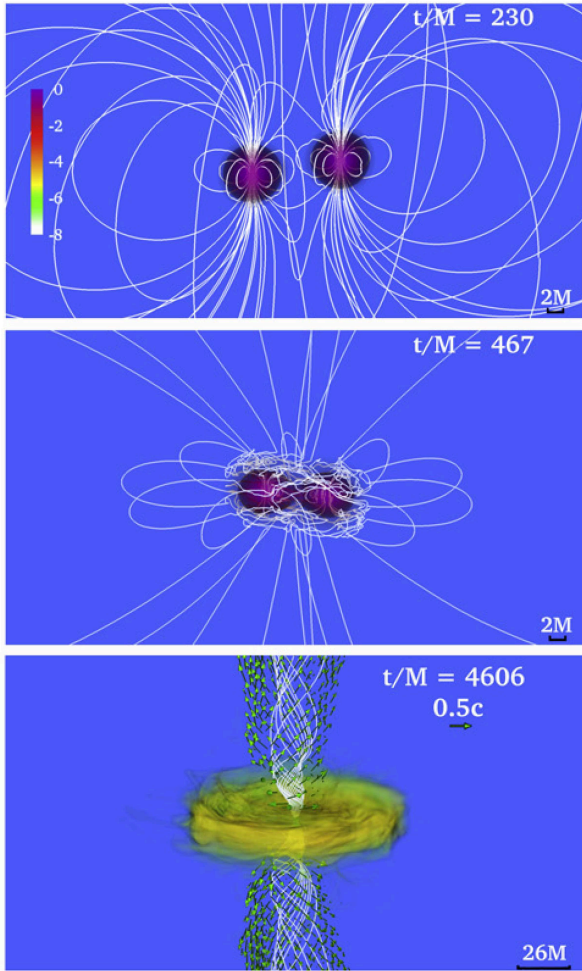 t/M = 230
0
-2
-4
-6
-8
2M
t/M = 467
2M
t/M = 4606
0.5c
26M